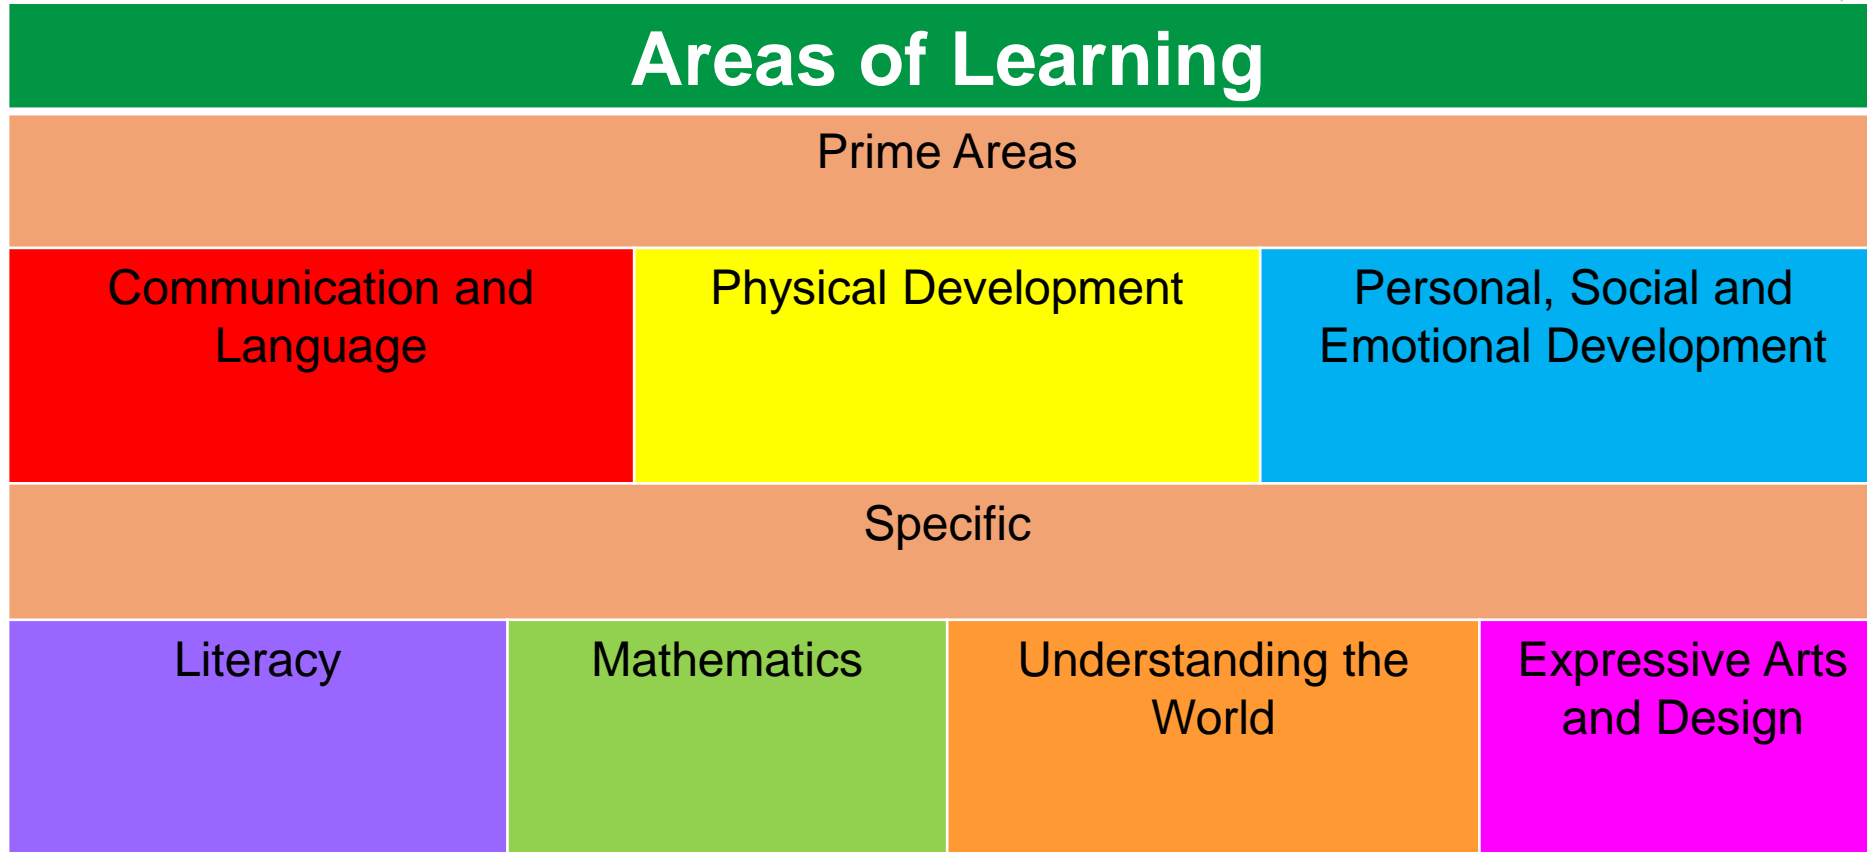 Areas of Learning
Prime Areas
Communication and
Language
Physical Development
Personal, Social and
Emotional Development
Specific
Literacy
Mathematics
Understanding the
World
Expressive Arts
and Design